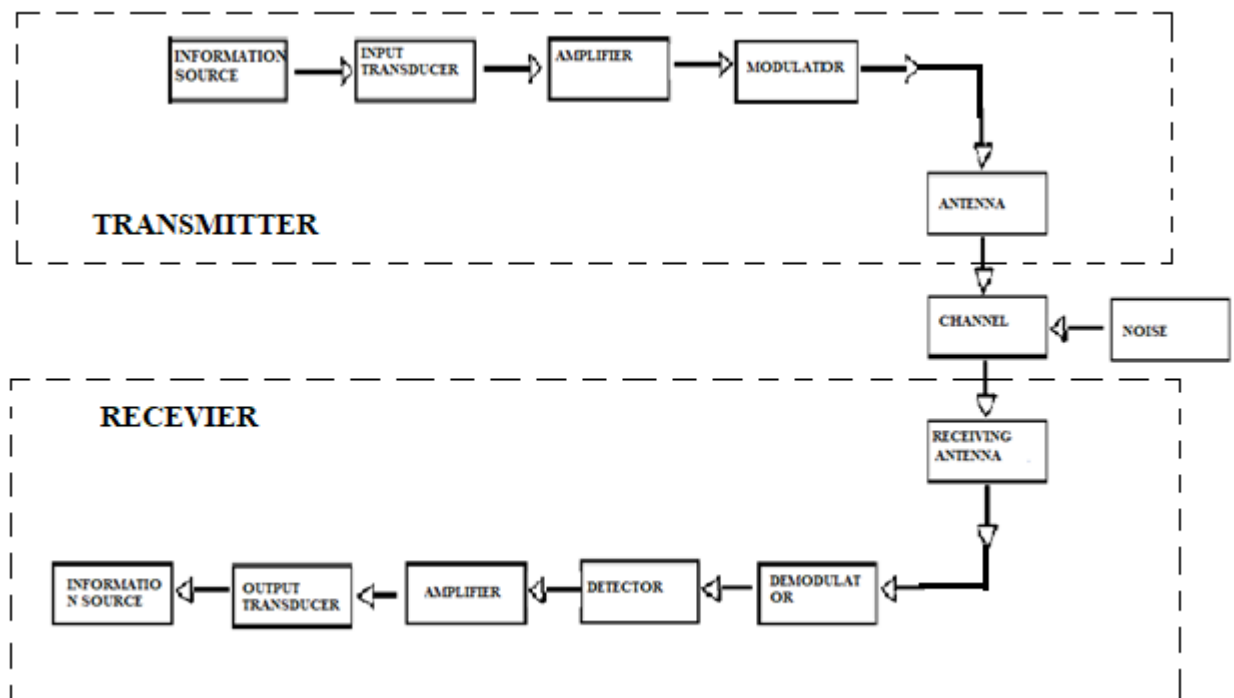 INFORMATION
SOURCE
INPUT
TRANSDUCER
AMPLIFIER
MODULATIOR
ANTENNA
TRANSMITTER
CHANNEL
NOISE
RECEVIER
RECEIVING
ANTENNA
INFORMATIO
N SOURCE
OUTPUT
TRANSDUCER
AMPLIFIER
DETECTOR
DEMODULAT
OR